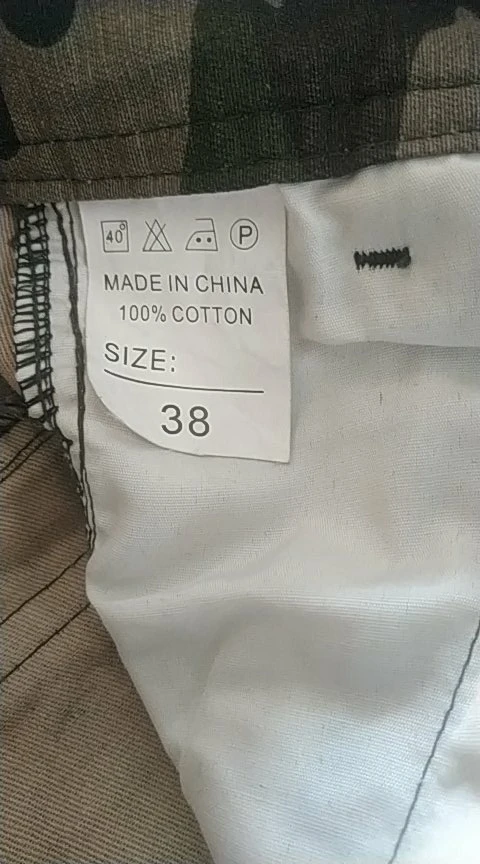 40° P
MADE IN CHINA
100% COTTON
SIZE:
38